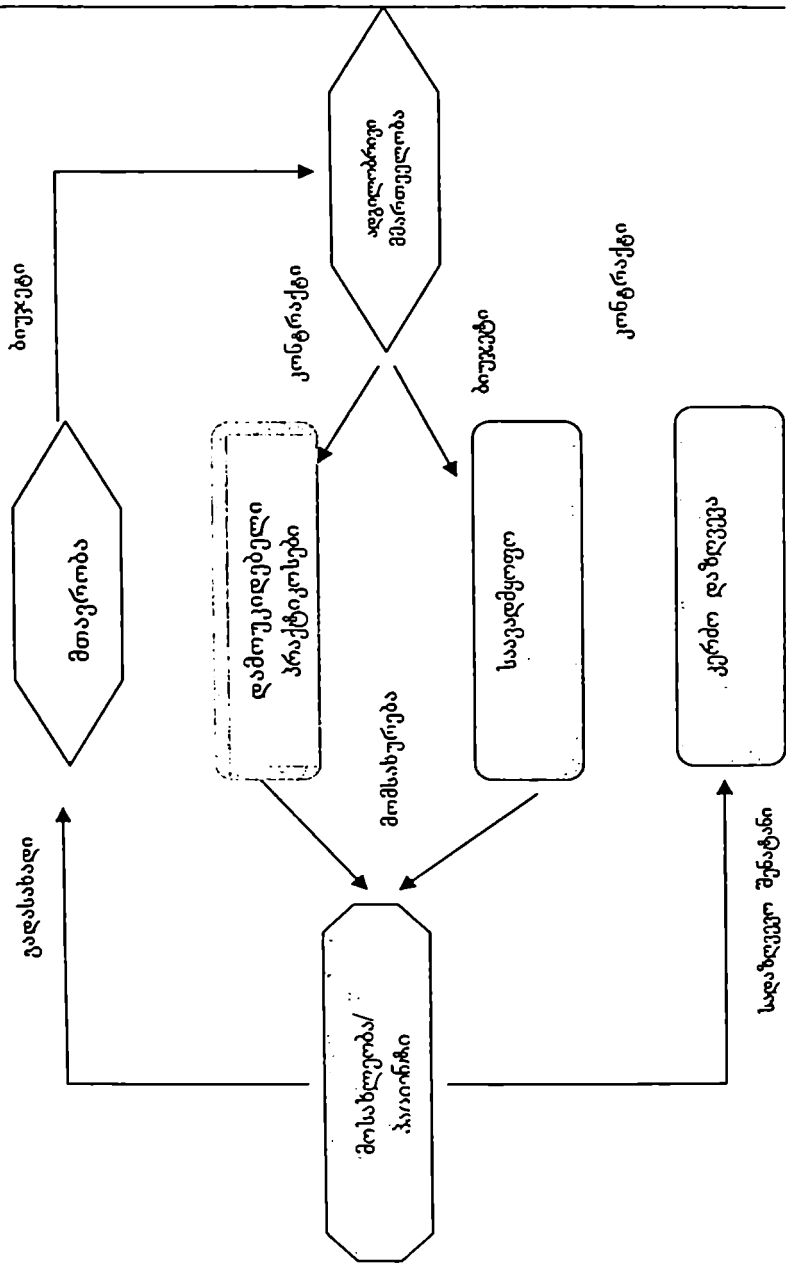 გადასახადი
ბიუჯეტი
მთავრობა
დამოუკიდებელი
პრაქტიკოსები
კონტრაქტი
მოსახლეობა/
პაციენტი
მომსახურება
ადგილობრივი
მმართველობა
ბიუჯეტი
საავადმყოფო
კონტრაქტი
კერძო დაზღვევა
სადაზღვევო შენატანი